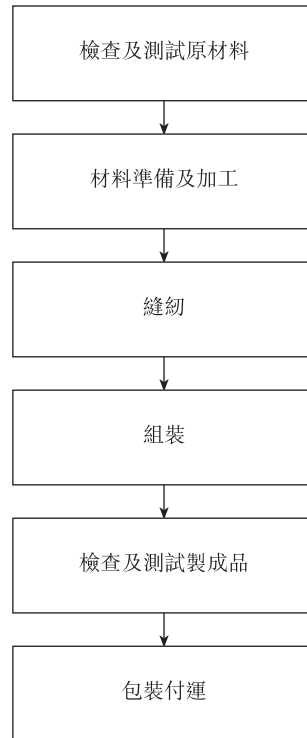 檢查及測試原材料
材料準備及加工
縫紉
組裝
檢查及測試製成品
包裝付運